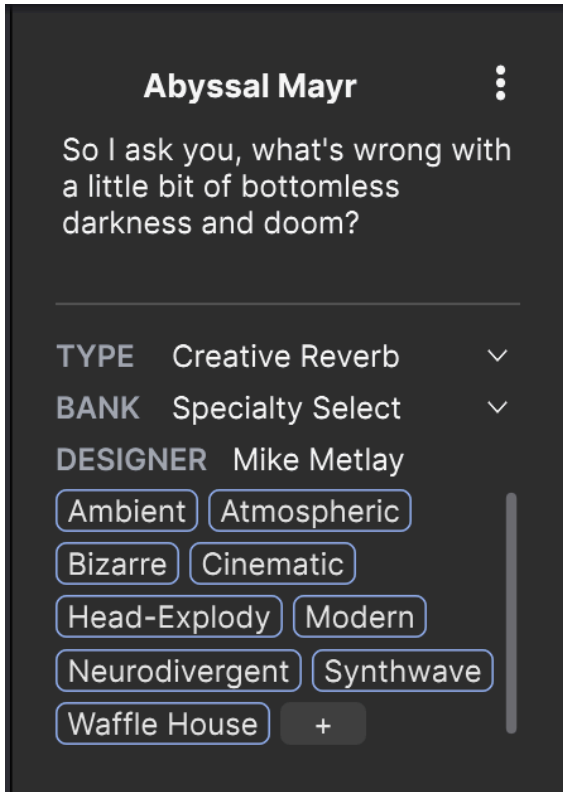 Abyssal Mayr
So I ask you, what's wrong with
a little bit of bottomless
darkness and doom?
TYPE Creative Reverb
BANK Specialty Select
DESIGNER Mike Metlay
Ambient Atmospheric
Bizarre Cinematic
Head-Explody Modern
Neurodivergent Synthwave
Waffle House +